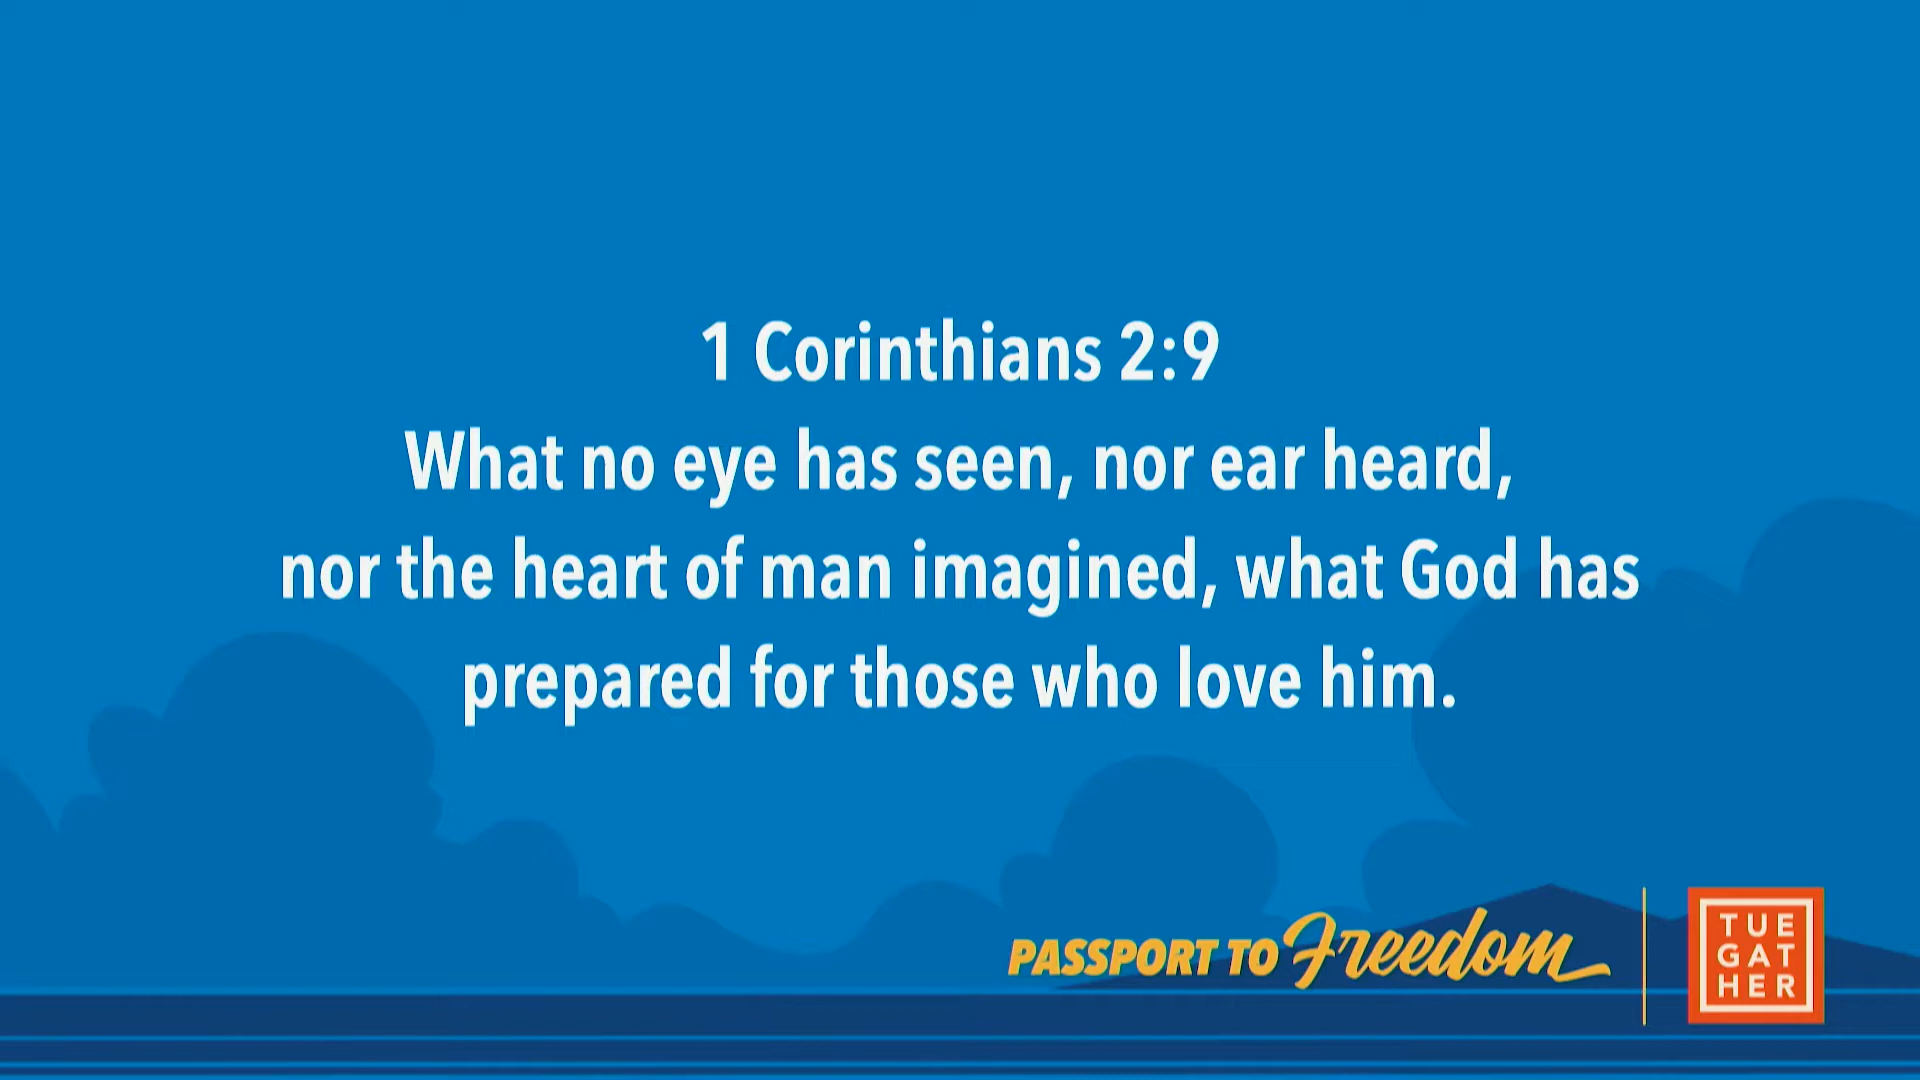 1 Corinthians 2:9
What no eye has seen, nor ear heard,
nor the heart of man imagined, what God has
prepared for those who love him.
PASSPORT TO Freedom
TUE
GAT
HER